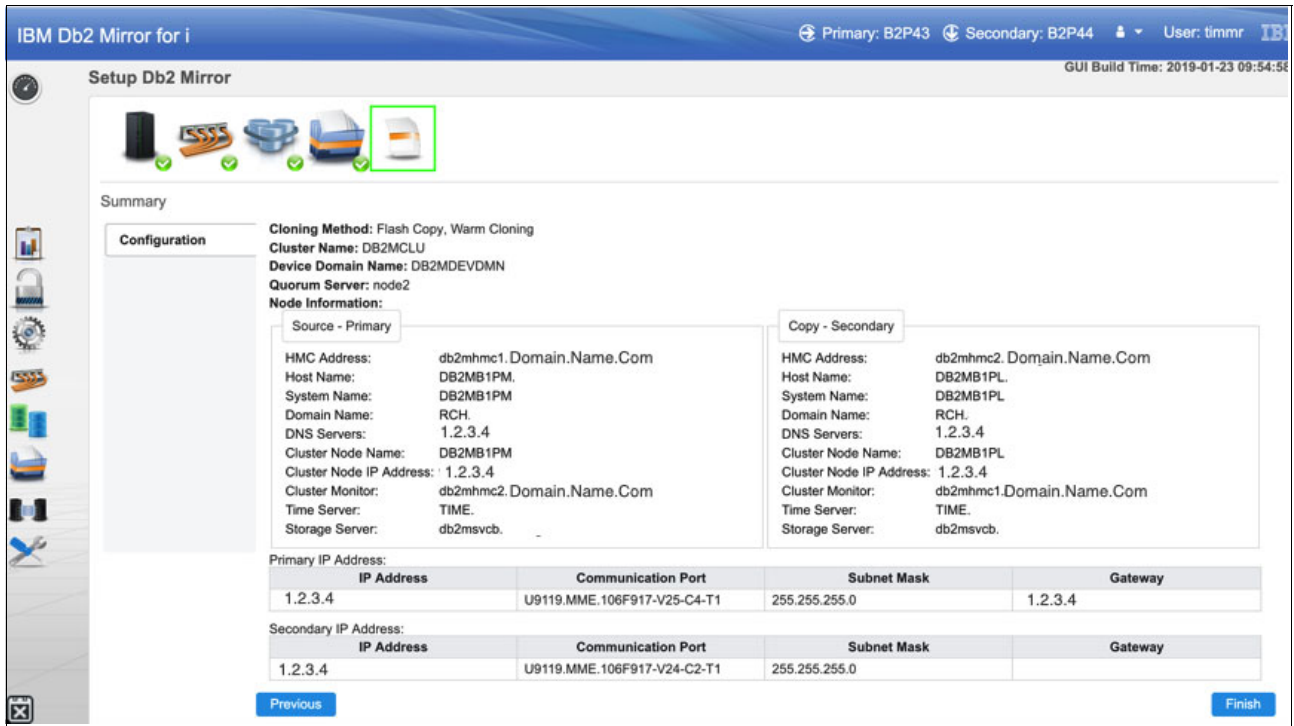 IBM Db2 Mirror for i
Primary: B2P43 Secondary: B2P44 User: timmr IBM
GUI Build Time: 2019-01-23 09:54:58
Setup Db2 Mirror
Summary
Configuration
Cloning Method: Flash Copy, Warm Cloning
Cluster Name: DB2MCLU
Device Domain Name: DB2MDEVDMN
Quorum Server: node2
Node Information:
Source - Primary
HMC Address: db2mhmc1.Domain.Name.Com
Host Name: DB2MB1PM.
System Name: DB2MB1PM
Domain Name: RCH.
DNS Servers: 1.2.3.4
Cluster Node Name: DB2MB1PM
Cluster Node IP Address: 1.2.3.4
Cluster Monitor: db2mhmc2.Domain.Name.Com
Time Server: TIME.
Storage Server: db2msvcb.
Copy - Secondary
HMC Address: db2mhmc2. Domain.Name.Com
Host Name: DB2MB1PL.
System Name: DB2MB1PL
Domain Name: RCH.
DNS Servers: 1.2.3.4
Cluster Node Name: DB2MB1PL
Cluster Node IP Address: 1.2.3.4
Cluster Monitor: db2mhmc1.Domain.Name.Com
Time Server: TIME.
Storage Server: db2msvcb.
Primary IP Address:
IP Address Communication Port Subnet Mask Gateway
1.2.3.4 U9119.MME.106F917-V25-C4-T1 255.255.255.0 1.2.3.4
Secondary IP Address:
IP Address Communication Port Subnet Mask Gateway
1.2.3.4 U9119.MME.106F917-V24-C2-T1 255.255.255.0
Previous
Finish